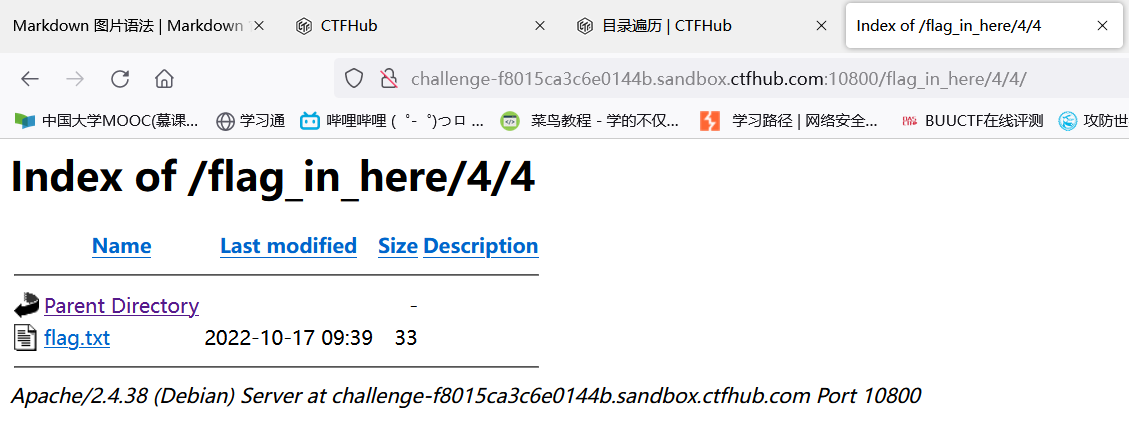 Markdown 图片语法 | Markdown CTFHub 目录遍历 | CTFHub Index of /flag_in_here/4/4
challenge-f8015ca3c6e0144b.sandbox.ctfhub.com:10800/flag_in_here/4/4/
中国大学MOOC(慕课... 学习通 哔哩哔哩 ( ゜- ゜)つロ ... 菜鸟教程 - 学的不仅... 学习路径 | 网络安全... BUUCTF在线评测 攻防世
Index of /flag_in_here/4/4
Name Last modified Size Description
Parent Directory -
flag.txt 2022-10-17 09:39 33
Apache/2.4.38 (Debian) Server at challenge-f8015ca3c6e0144b.sandbox.ctfhub.com Port 10800